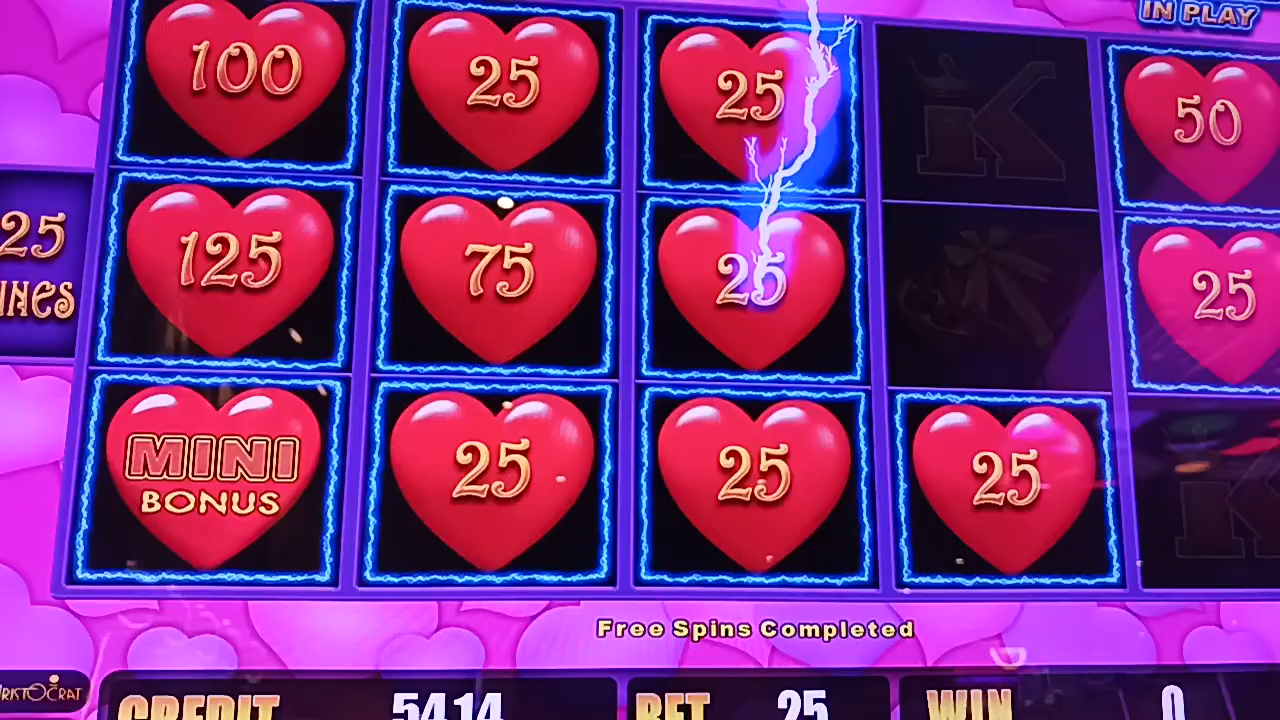 IN PLAY
100 25 25 K 50
25
INES
125 75 25 25
MINI
BONUS
25 25 25
K
Free Spins Completed
RISTOCRAT
CREDIT 5414 BET 25 WIN 0